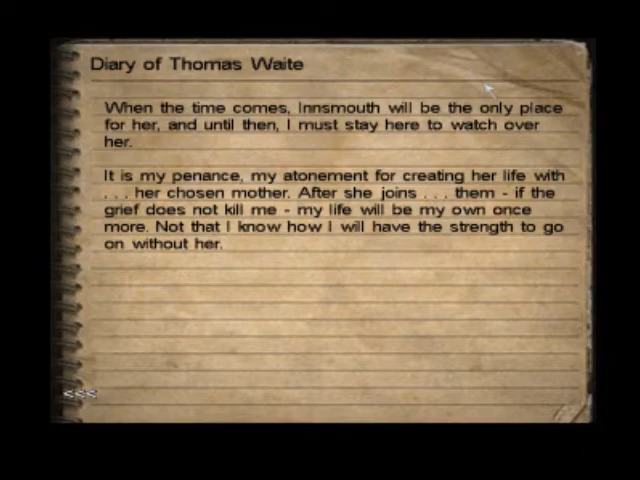 Diary of Thomas Waite
When the time comes, Innsmouth will be the only place
for her, and until then, I must stay here to watch over
her.
It is my penance, my atonement for creating her life with
. . . her chosen mother. After she joins . . . them - if the
grief does not kill me - my life will be my own once
more. Not that I know how I will have the strength to go
on without her.
<<<